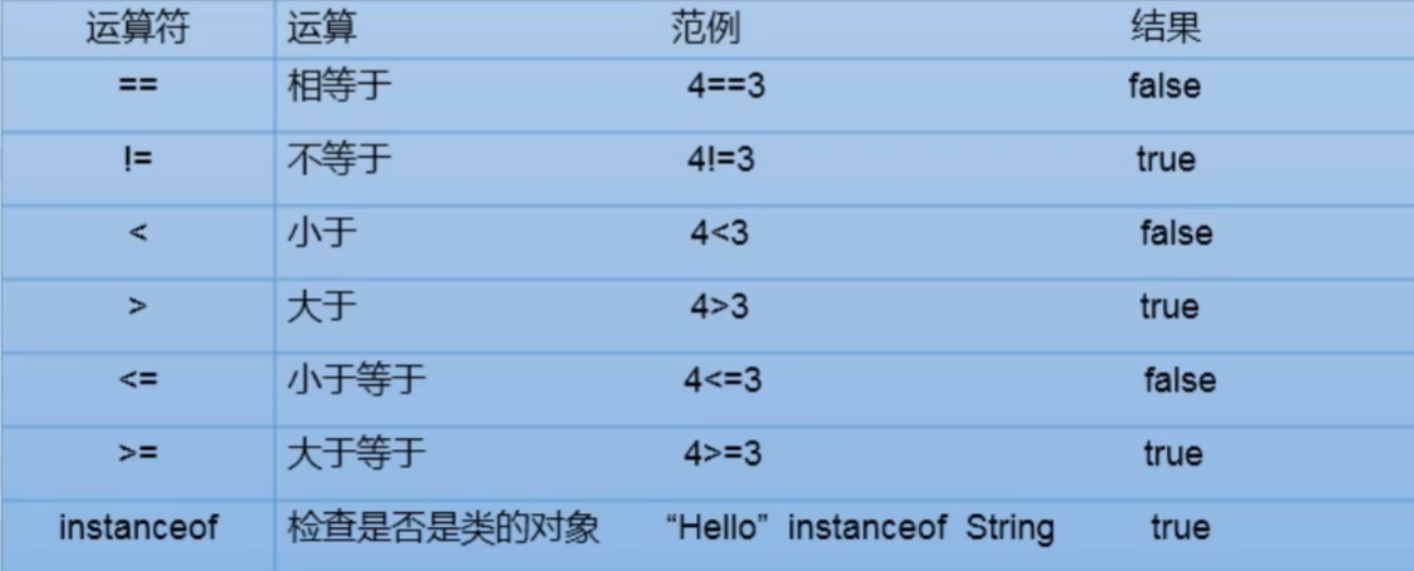 运算符 运算 范例 结果
== 相等于 4==3 false
!= 不等于 4!=3 true
< 小于 4<3 false
> 大于 4>3 true
<= 小于等于 4<=3 false
>= 大于等于 4>=3 true
instanceof 检查是否是类的对象 “Hello” instanceof String true